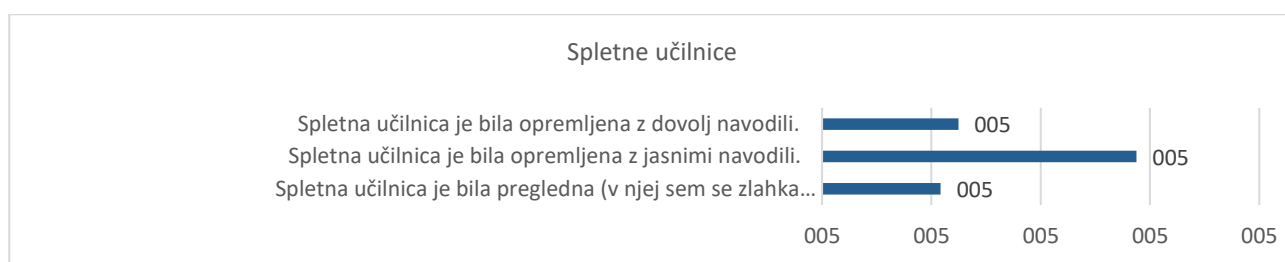 Spletne učilnice
Spletna učilnica je bila opremljena z dovolj navodili.
005
Spletna učilnica je bila opremljena z jasnimi navodili.
005
Spletna učilnica je bila pregledna (v njej sem se zlahka...
005
005 005 005 005 005